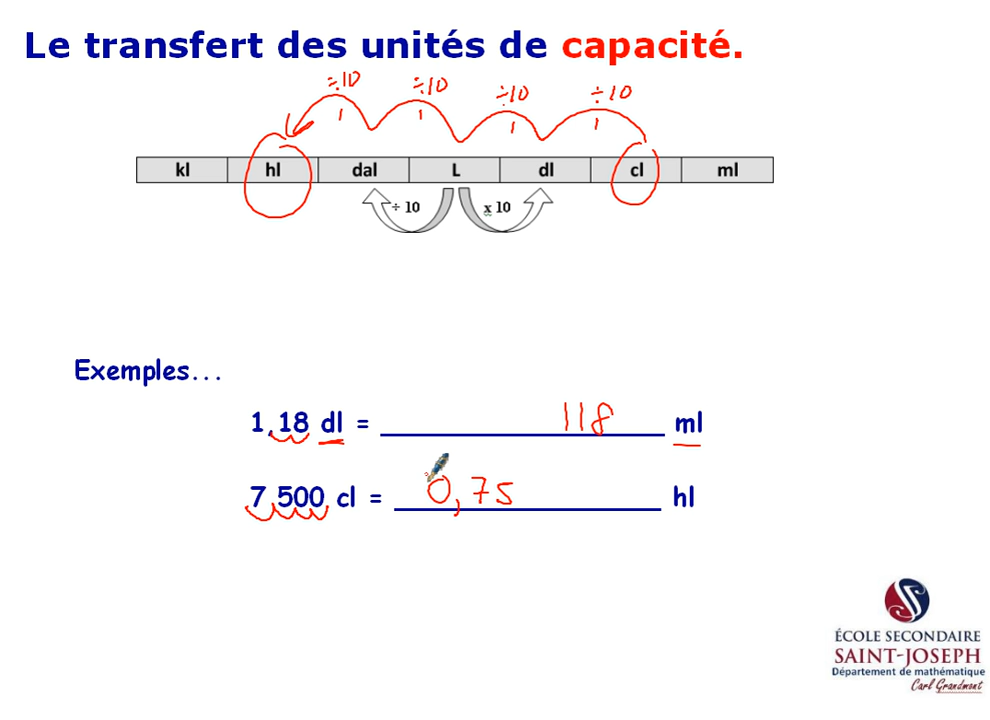 Le transfert des unités de capacité.
÷10 ÷10 ÷10 ÷10
1 1 1 1
kl hl dal L dl cl ml
÷ 10 x 10
Exemples...
1,18 dl = 118 ml
7 500 cl = 0,75 hl
ÉCOLE SECONDAIRE
SAINT-JOSEPH
Département de mathématique
Carl Grandmont